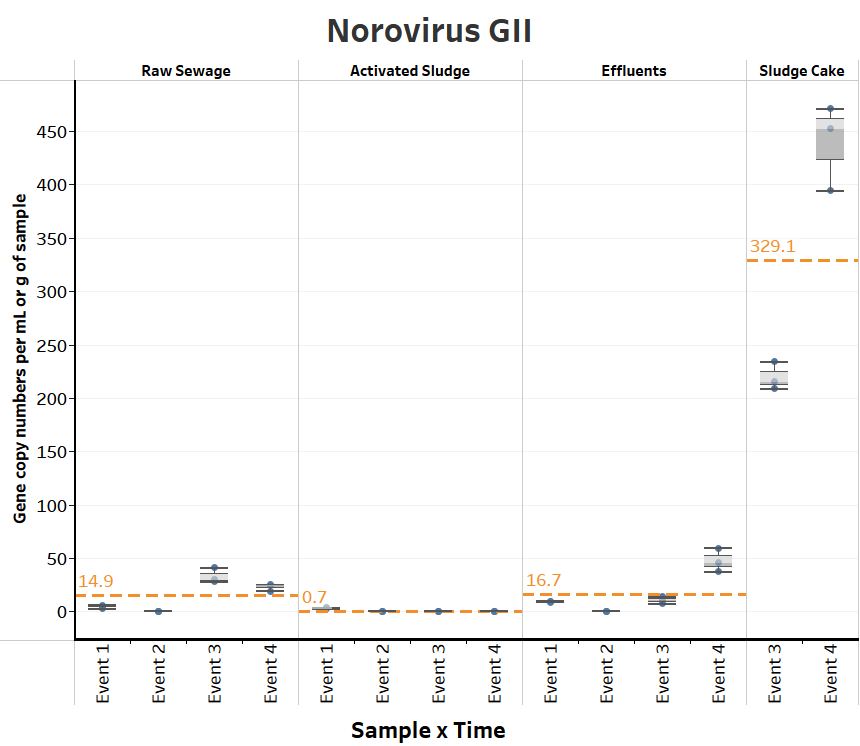 Norovirus GII
Raw Sewage Activated Sludge Effluents Sludge Cake
Gene copy numbers per mL or g of sample
450
400
350
300
250
200
150
100
50
0
14.9
0.7
16.7
329.1
Event 1 Event 2 Event 3 Event 4 Event 1 Event 2 Event 3 Event 4 Event 1 Event 2 Event 3 Event 4 Event 3 Event 4
Sample x Time